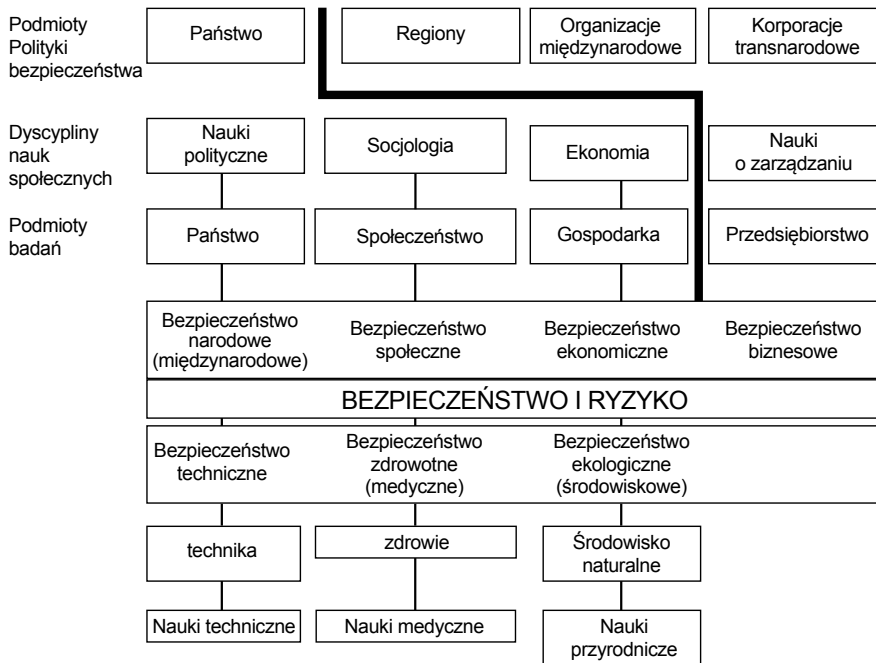 Podmioty
Polityki
bezpieczeństwa
Państwo
Regiony
Organizacje
międzynarodowe
Korporacje
transnarodowe
Dyscypliny
nauk
społecznych
Nauki
polityczne
Socjologia
Ekonomia
Nauki
o zarządzaniu
Podmioty
badań
Państwo
Społeczeństwo
Gospodarka
Przedsiębiorstwo
Bezpieczeństwo
narodowe
(międzynarodowe)
Bezpieczeństwo
społeczne
Bezpieczeństwo
ekonomiczne
Bezpieczeństwo
biznesowe
BEZPIECZEŃSTWO I RYZYKO
Bezpieczeństwo
techniczne
Bezpieczeństwo
zdrowotne
(medyczne)
Bezpieczeństwo
ekologiczne
(środowiskowe)
technika
zdrowie
Środowisko
naturalne
Nauki techniczne
Nauki medyczne
Nauki
przyrodnicze